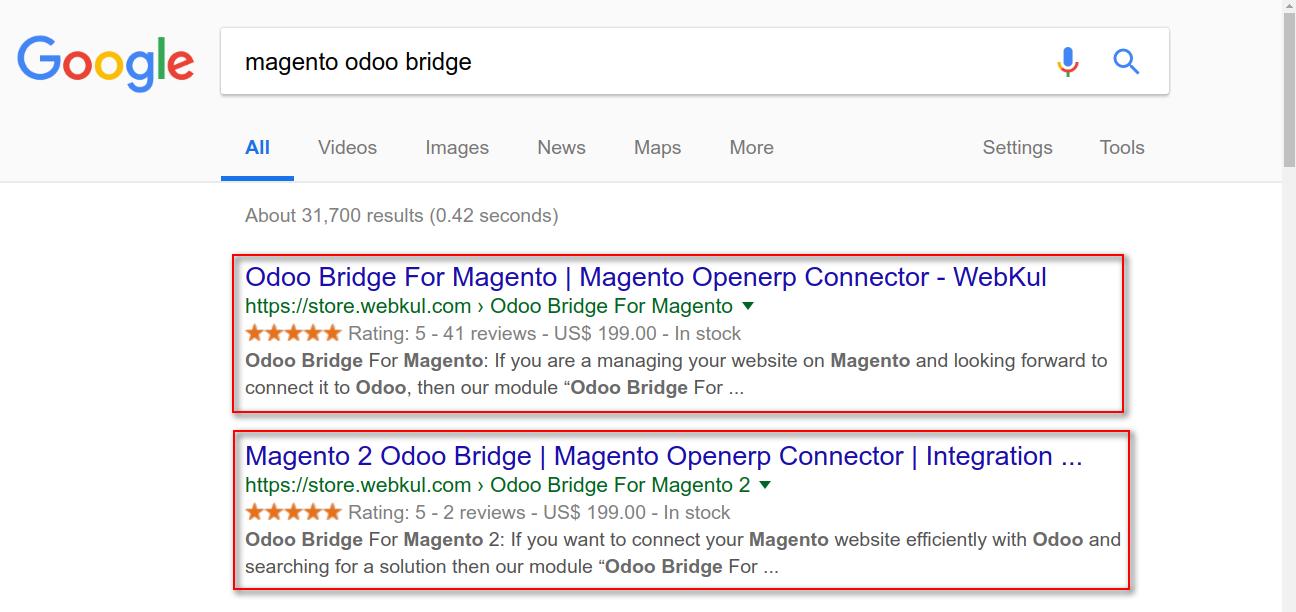 Google
magento odoo bridge
All Videos Images News Maps More Settings Tools
About 31,700 results (0.42 seconds)
Odoo Bridge For Magento | Magento Openerp Connector - WebKul
https://store.webkul.com › Odoo Bridge For Magento
Rating: 5 - 41 reviews - US$ 199.00 - In stock
Odoo Bridge For Magento: If you are a managing your website on Magento and looking forward to
connect it to Odoo, then our module “Odoo Bridge For ...
Magento 2 Odoo Bridge | Magento Openerp Connector | Integration ...
https://store.webkul.com › Odoo Bridge For Magento 2
Rating: 5 - 2 reviews - US$ 199.00 - In stock
Odoo Bridge For Magento 2: If you want to connect your Magento website efficiently with Odoo and
searching for a solution then our module “Odoo Bridge For ...